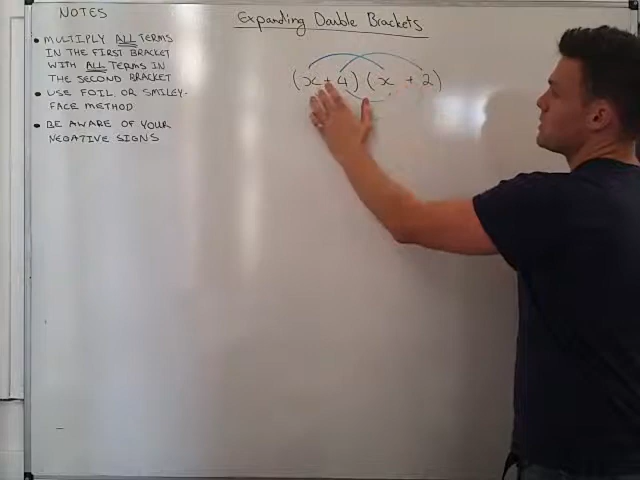 NOTES
Expanding Double Brackets
• MULTIPLY ALL TERMS
IN THE FIRST BRACKET
WITH ALL TERMS IN
THE SECOND BRACKET
• USE FOIL OR SMILEY-
FACE METHOD
• BE AWARE OF YOUR
NEGATIVE SIGNS
(x + 4)(x + 2)